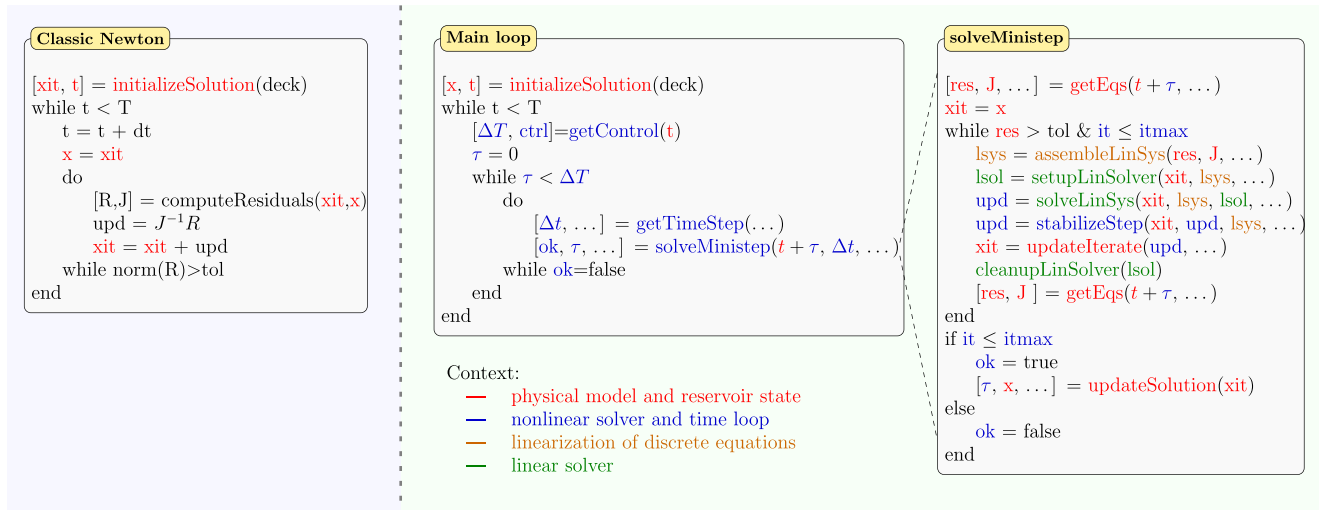 Classic Newton
[xit, t] = initializeSolution(deck)
while t < T
t = t + dt
x = xit
do
[R,J] = computeResiduals(xit,x)
upd = J⁻¹R
xit = xit + upd
while norm(R)>tol
end
Main loop
[x, t] = initializeSolution(deck)
while t < T
[ΔT, ctrl]=getControl(t)
τ = 0
while τ < ΔT
do
[Δt, ...] = getTimeStep(...)
[ok, τ, ...] = solveMinistep(t + τ, Δt, ...)
while ok=false
end
end
Context:
physical model and reservoir state
nonlinear solver and time loop
linearization of discrete equations
linear solver
solveMinistep
[res, J, ...] = getEqs(t + τ, ...)
xit = x
while res > tol & it ≤ itmax
lsys = assembleLinSys(res, J, ...)
lsol = setupLinSolver(xit, lsys, ...)
upd = solveLinSys(xit, lsys, lsol, ...)
upd = stabilizeStep(xit, upd, lsys, ...)
xit = updateIterate(upd, ...)
cleanupLinSolver(lsol)
[res, J ] = getEqs(t + τ, ...)
end
if it ≤ itmax
ok = true
[τ, x, ...] = updateSolution(xit)
else
ok = false
end